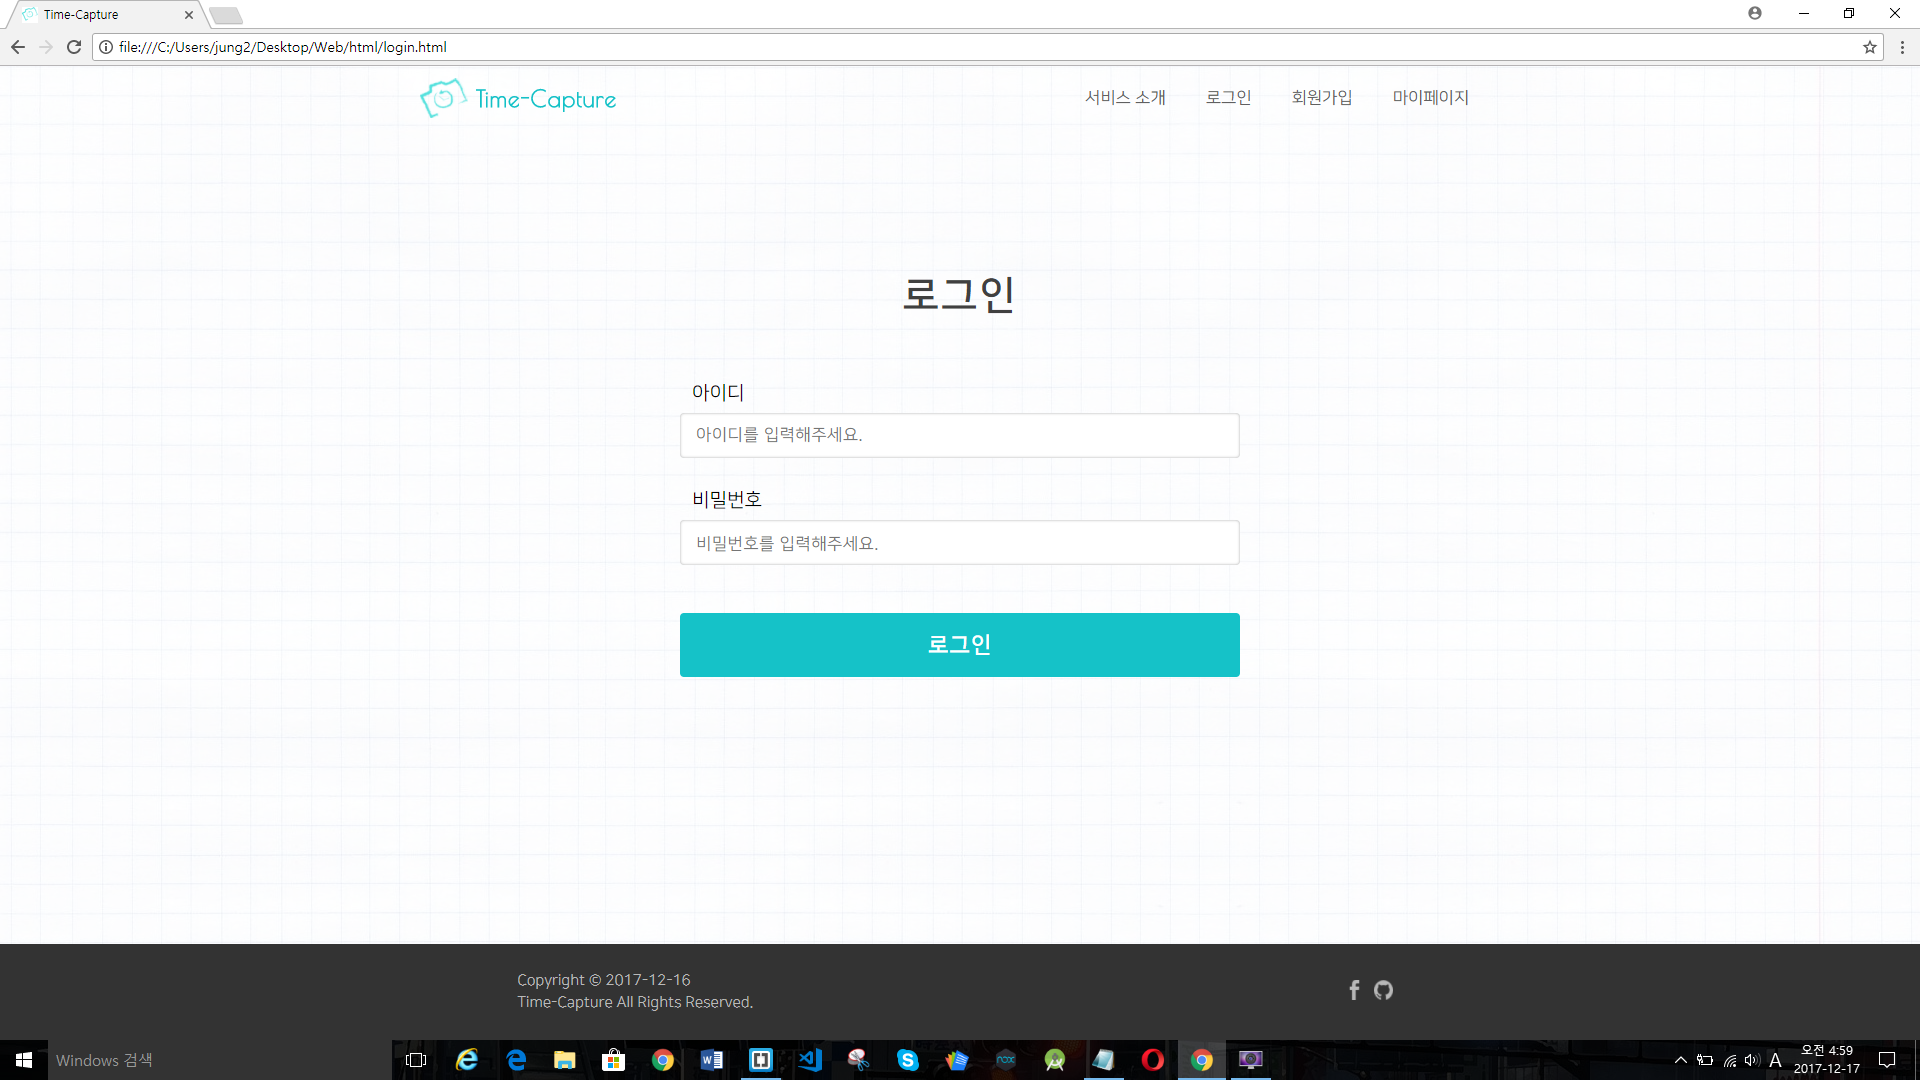 Time-Capture
file:///C:/Users/jung2/Desktop/Web/html/login.html
Time-Capture
서비스 소개 로그인 회원가입 마이페이지
로그인
아이디
아이디를 입력해주세요.
비밀번호
비밀번호를 입력해주세요.
로그인
Copyright © 2017-12-16
Time-Capture All Rights Reserved.
Windows 검색
nox
A
오전 4:59
2017-12-17